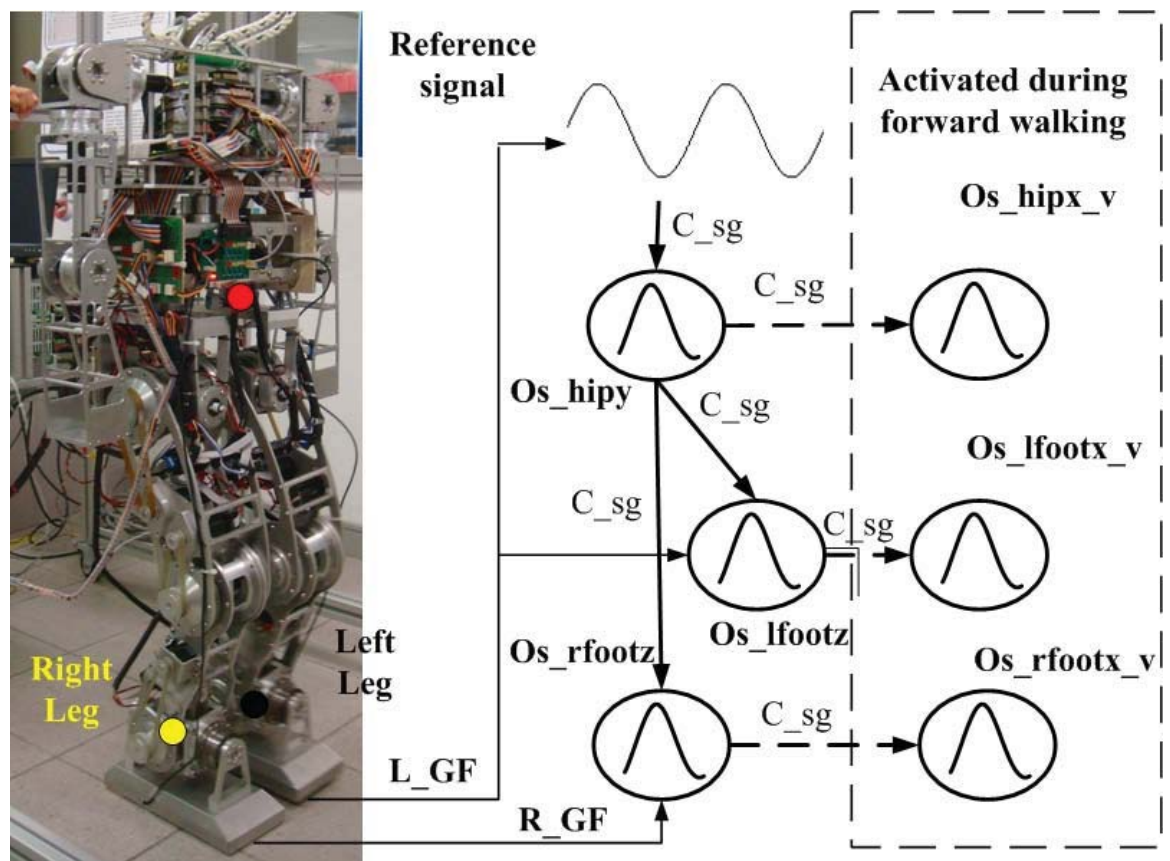 Reference
signal
Activated during
forward walking
Os_hipx_v
C_sg
C_sg
Os_hipy
C_sg
Os_lfootx_v
C_sg
C_sg
Os_lfootz
Os_rfootz
Os_rfootx_v
Left
Leg
Right
Leg
C_sg
L_GF
R_GF